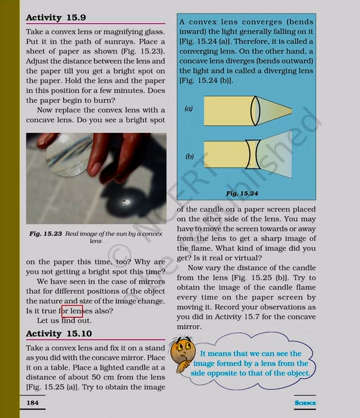 Activity 15.9
Take a convex lens or magnifying glass.
Put it in the path of sunrays. Place a
sheet of paper as shown (Fig. 15.23).
Adjust the distance between the lens and
the paper till you get a bright spot on
the paper. Hold the lens and the paper
in this position for a few minutes. Does
the paper begin to burn?
Now replace the convex lens with a
concave lens. Do you see a bright spot
Fig. 15.23 Real image of the sun by a convex
lens
on the paper this time, too? Why are
you not getting a bright spot this time?
We have seen in the case of mirrors
that for different positions of the object
the nature and size of the image change.
Is it true for lenses also?
Let us find out.
Activity 15.10
Take a convex lens and fix it on a stand
as you did with the concave mirror. Place
it on a table. Place a lighted candle at a
distance of about 50 cm from the lens
[Fig. 15.25 (a)]. Try to obtain the image
A convex lens converges (bends
inward) the light generally falling on it
[Fig. 15.24 (a)]. Therefore, it is called a
converging lens. On the other hand, a
concave lens diverges (bends outward)
the light and is called a diverging lens
[Fig. 15.24 (b)].
(a)
(b)
Fig. 15.24
of the candle on a paper screen placed
on the other side of the lens. You may
have to move the screen towards or away
from the lens to get a sharp image of
the flame. What kind of image did you
get? Is it real or virtual?
Now vary the distance of the candle
from the lens [Fig. 15.25 (b)]. Try to
obtain the image of the candle flame
every time on the paper screen by
moving it. Record your observations as
you did in Activity 15.7 for the concave
mirror.
It means that we can see the
image formed by a lens from the
side opposite to that of the object.
184
SCIENCE
© NCERT